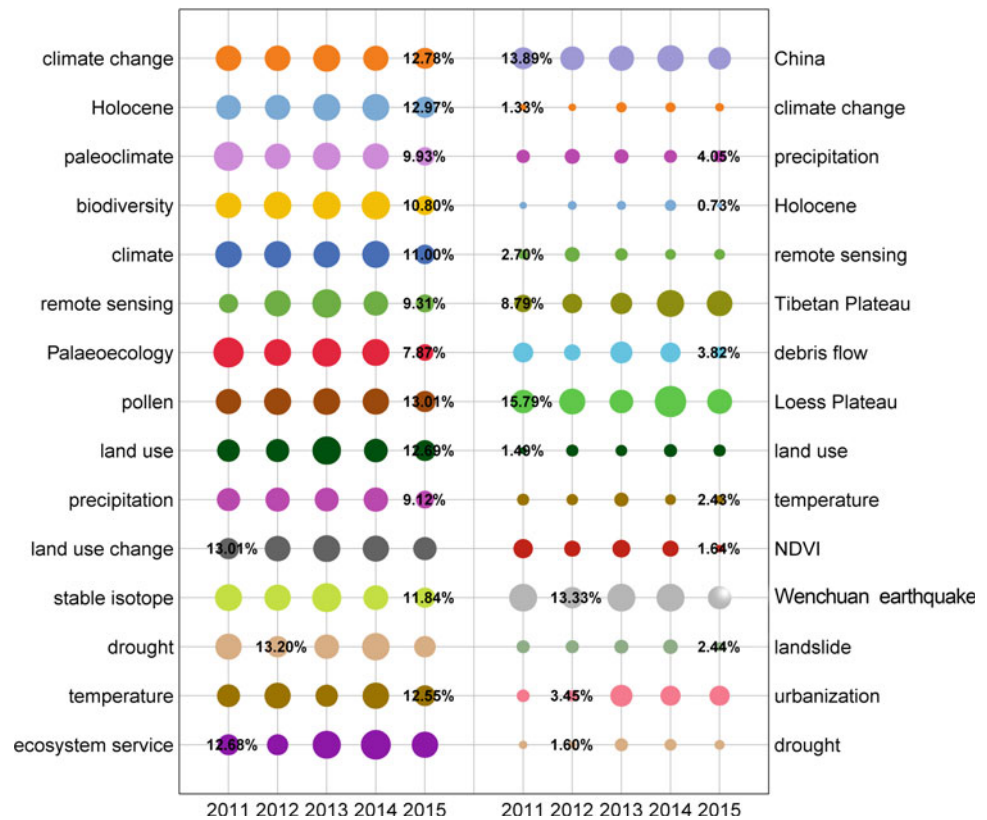 climate change 12.78% 13.89% China
Holocene 12.97% 1.33% climate change
paleoclimate 9.93% 4.05% precipitation
biodiversity 10.80% 0.73% Holocene
climate 11.00% 2.70% remote sensing
remote sensing 9.31% 8.79% Tibetan Plateau
Palaeoecology 7.87% 3.82% debris flow
pollen 13.01% 15.79% Loess Plateau
land use 12.69% 1.49% land use
precipitation 9.12% 2.43% temperature
land use change 13.01% 1.64% NDVI
stable isotope 11.84% 13.33% Wenchuan earthquake
drought 13.20% 2.44% landslide
temperature 12.55% 3.45% urbanization
ecosystem service 12.68% 1.60% drought
2011 2012 2013 2014 2015 2011 2012 2013 2014 2015